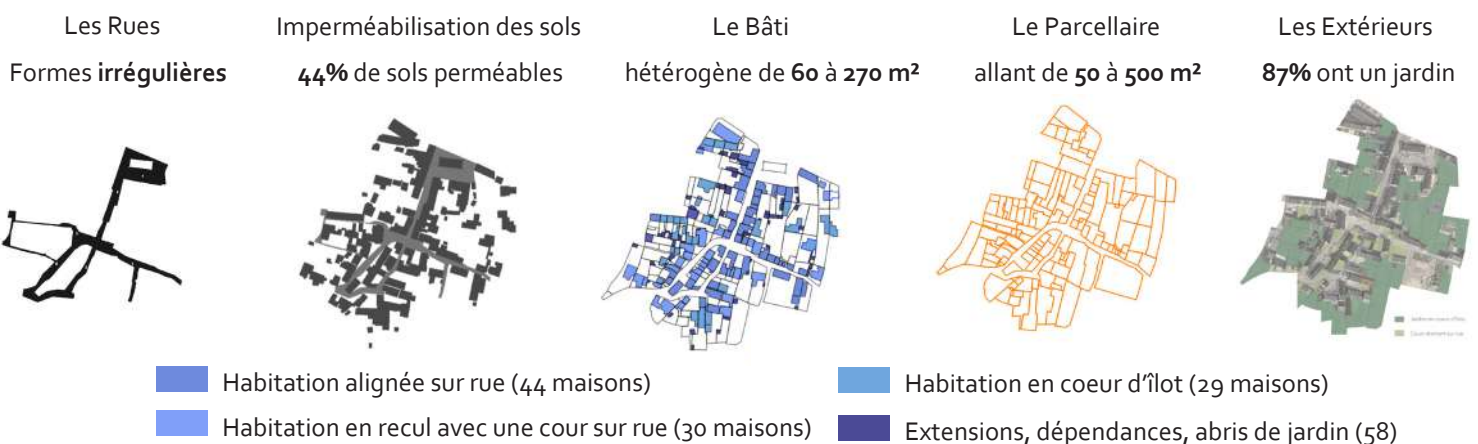 Les Rues
Imperméabilisation des sols
Le Bâti
Le Parcellaire
Les Extérieurs
Formes irrégulières
44% de sols perméables
hétérogène de 60 à 270 m²
allant de 50 à 500 m²
87% ont un jardin
Habitation alignée sur rue (44 maisons)
Habitation en coeur d'îlot (29 maisons)
Habitation en recul avec une cour sur rue (30 maisons)
Extensions, dépendances, abris de jardin (58)